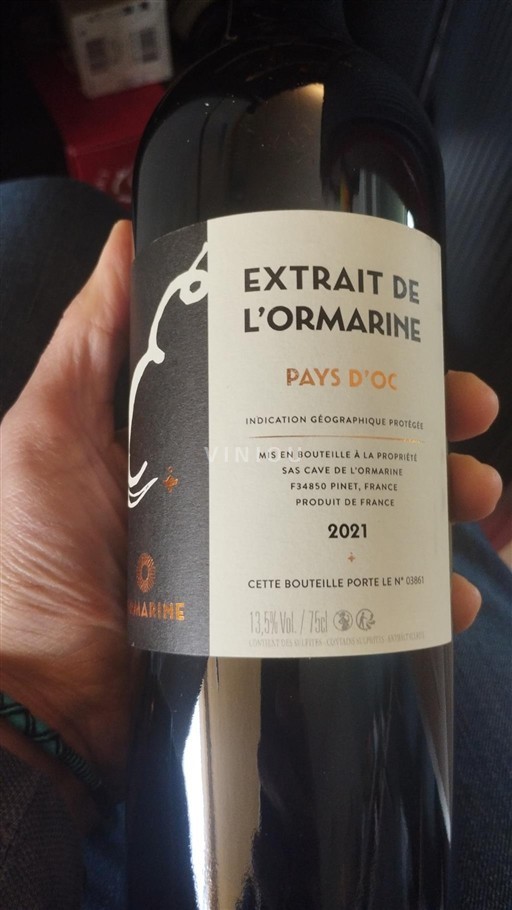 EXTRAIT DE
L'ORMARINE
PAYS D'OC
INDICATION GÉOGRAPHIQUE PROTÉGÉE
MIS EN BOUTEILLE À LA PROPRIÉTÉ
SAS CAVE DE L'ORMARINE
F34850 PINET, FRANCE
PRODUIT DE FRANCE
2021
CETTE BOUTEILLE PORTE LE N° 03861
13,5% Vol. / 75cl